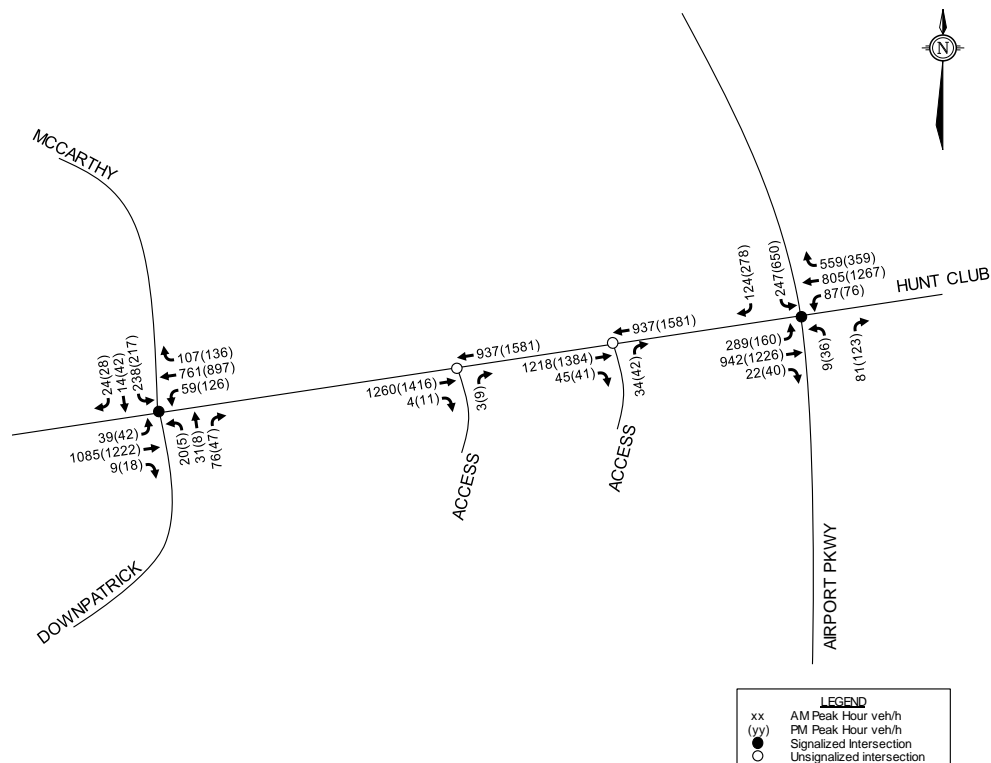 N
MCCARTHY
124(278)
247(650)
559(359)
805(1267)
87(76)
HUNT CLUB
24(28)
14(42)
238(217)
107(136)
761(897)
59(126)
937(1581)
937(1581)
1260(1416)
4(11)
3(9)
1218(1384)
45(41)
34(42)
289(160)
942(1226)
22(40)
9(36)
81(123)
39(42)
1085(1222)
9(18)
20(5)
31(8)
76(47)
ACCESS
ACCESS
DOWNPATRICK
AIRPORT PKWY
LEGEND
xx AM Peak Hour veh/h
(yy) PM Peak Hour veh/h
Signalized Intersection
Unsignalized intersection